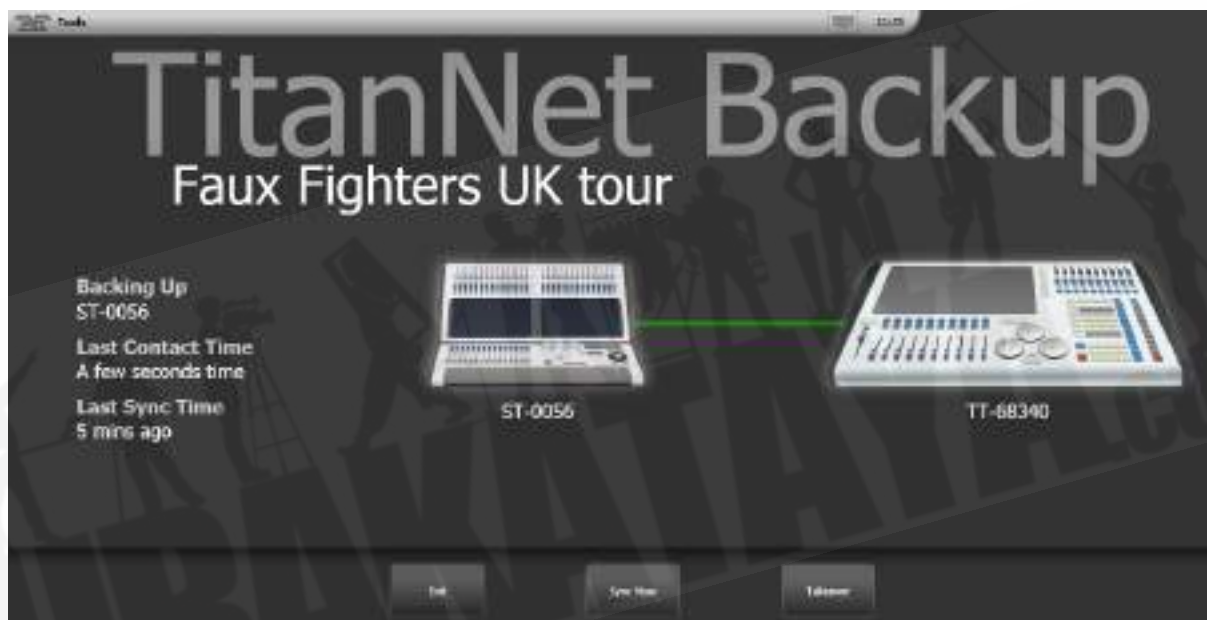 Tools
TitanNet Backup
Faux Fighters UK tour
Backing Up
ST-0056
Last Contact Time
A few seconds time
Last Sync Time
5 mins ago
ST-0056
TT-68340
Exit
Sync Now
Takeover